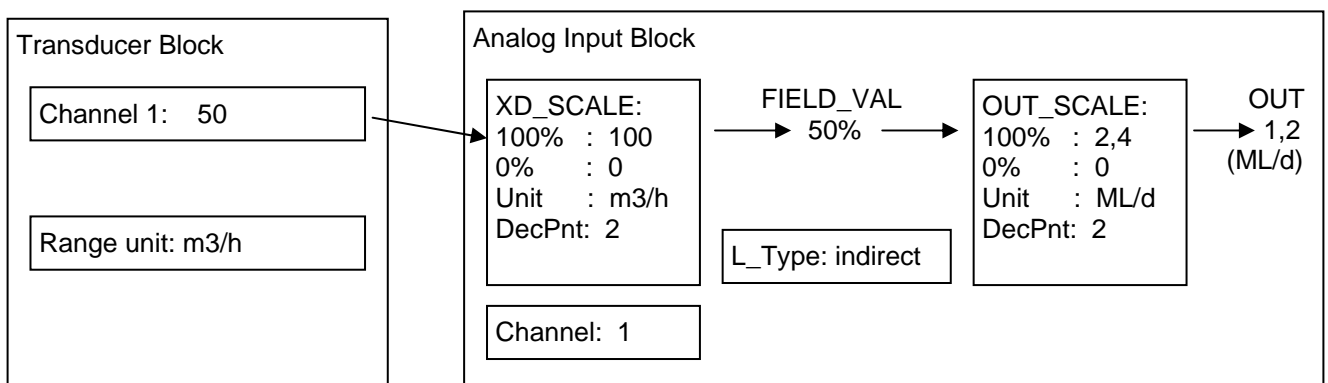 Transducer Block
Channel 1: 50
Range unit: m3/h
Analog Input Block
XD_SCALE:
100% : 100
0% : 0
Unit : m3/h
DecPnt: 2
Channel: 1
FIELD_VAL
50%
L_Type: indirect
OUT_SCALE:
100% : 2,4
0% : 0
Unit : ML/d
DecPnt: 2
OUT
1,2
(ML/d)